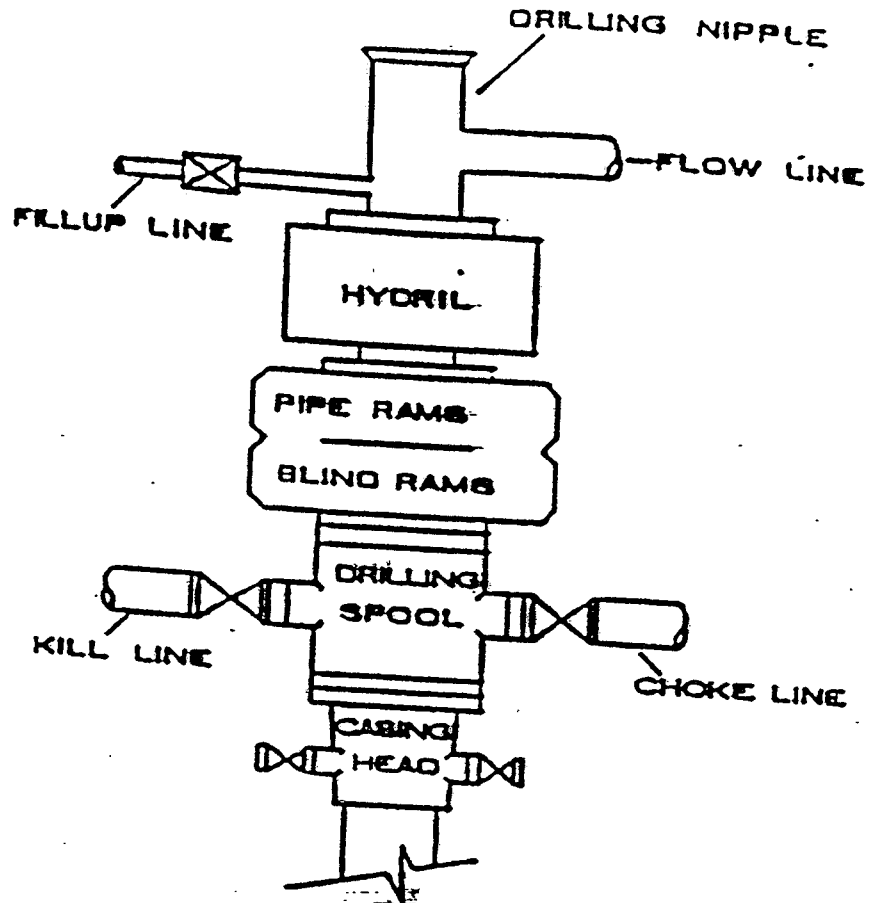 DRILLING NIPPLE
FLOW LINE
FILLUP LINE
HYDRIL
PIPE RAMS
BLIND RAMS
DRILLING
SPOOL
KILL LINE
CHOKE LINE
CASING
HEAD